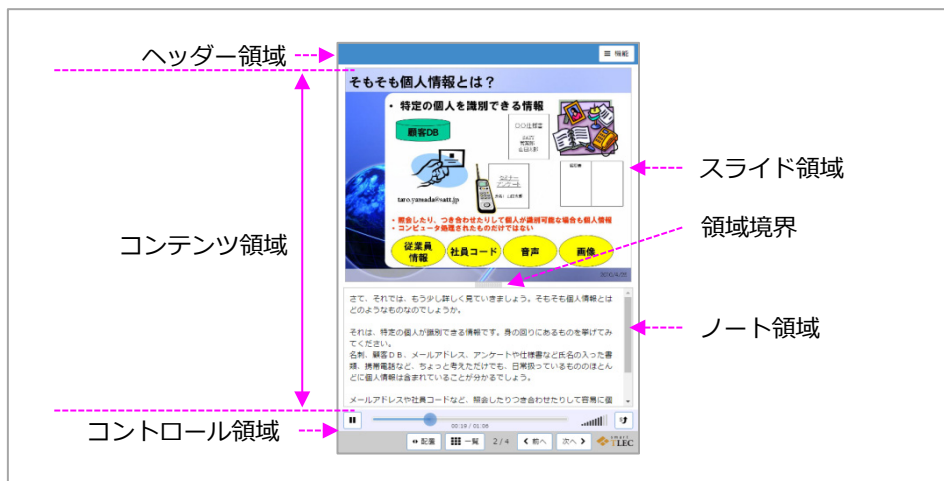 ヘッダー領域
≡ 機能
そもそも個人情報とは？
・特定の個人を識別できる情報
顧客DB
〇〇仕様書
セミナー
アンケート
taro.yamada@satt.jp
・照会したり、つき合わせたりして個人が識別可能な場合も個人情報
・コンピュータ処理されたものだけではない
従業員
情報
社員コード
音声
画像
スライド領域
領域境界
コンテンツ領域
さて、それでは、もう少し詳しく見ていきましょう。そもそも個人情報とは
どのようなものなのでしょうか。
それは、特定の個人が識別できる情報です。身の回りにあるものを挙げてみ
てください。
名刺、顧客ＤＢ、メールアドレス、アンケートや仕様書など氏名の入った書
類、携帯電話など、ちょっと考えただけでも、日常扱っているもののほとん
どに個人情報は含まれていることが分かるでしょう。
メールアドレスや社員コードなど、照会したりつき合わせたりして容易に個
ノート領域
コントロール領域
00:19 / 01:06
配置
一覧
2 / 4
前へ
次へ
smart
TLEC